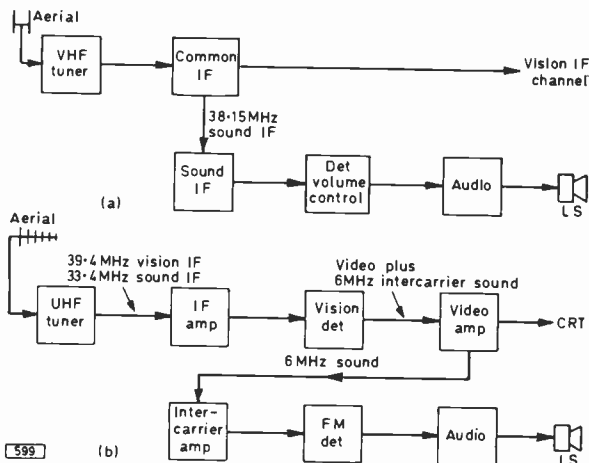 Aerial
VHF tuner
Common IF
Vision IF channel
38·15MHz
sound IF
Sound IF
Det volume control
Audio
LS
(a)
Aerial
39·4MHz vision IF
33·4MHz sound IF
Video plus
6MHz intercarrier sound
UHF tuner
IF amp
Vision det
Video amp
CRT
6MHz sound
Inter-carrier amp
FM det
Audio
LS
599
(b)